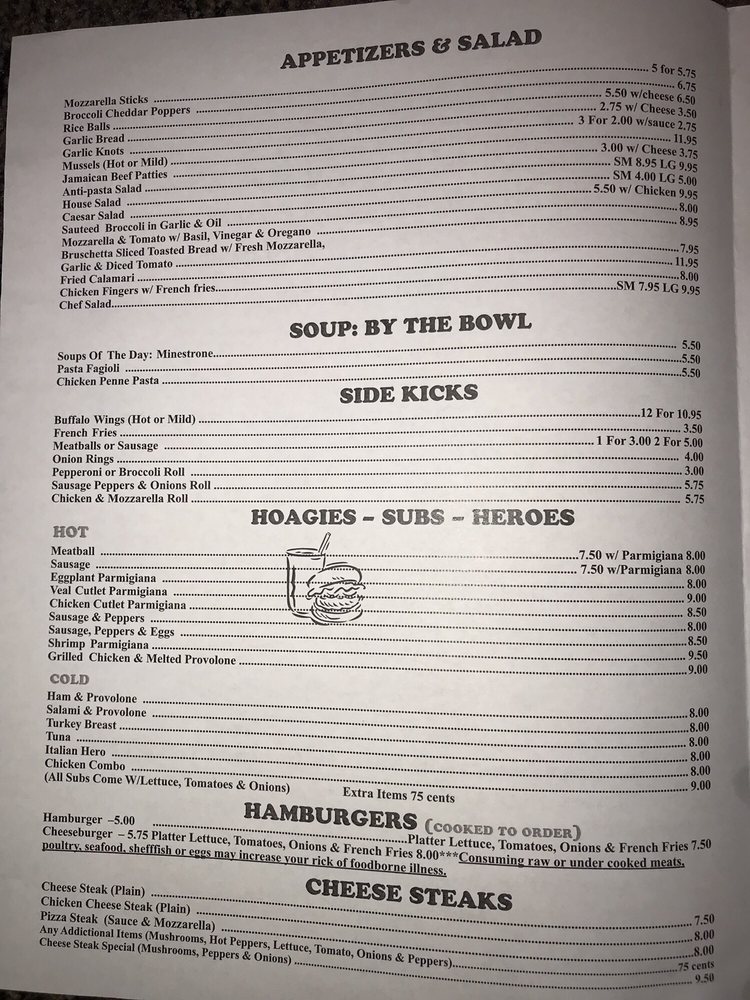 APPETIZERS & SALAD
Mozzarella Sticks ........ 5 for 5.75
Broccoli Cheddar Poppers ........ 6.75
Rice Balls ........ 5.50 w/cheese 6.50
Garlic Bread ........ 2.75 w/ Cheese 3.50
Garlic Knots ........ 3 For 2.00 w/sauce 2.75
Mussels (Hot or Mild) ........ 11.95
Jamaican Beef Patties ........ 3.00 w/ Cheese 3.75
Anti-pasta Salad ........ SM 8.95 LG 9.95
House Salad ........ SM 4.00 LG 5.00
Caesar Salad ........ 5.50 w/ Chicken 9.95
Sauteed Broccoli in Garlic & Oil ........ 8.00
Mozzarella & Tomato w/ Basil, Vinegar & Oregano ........ 8.95
Bruschetta Sliced Toasted Bread w/ Fresh Mozzarella,
Garlic & Diced Tomato ........ 7.95
Fried Calamari ........ 11.95
Chicken Fingers w/ French fries........ 8.00
Chef Salad........ SM 7.95 LG 9.95
SOUP: BY THE BOWL
Soups Of The Day: Minestrone........ 5.50
Pasta Fagioli ........ 5.50
Chicken Penne Pasta ........ 5.50
SIDE KICKS
Buffalo Wings (Hot or Mild) ........ 12 For 10.95
French Fries ........ 3.50
Meatballs or Sausage ........ 1 For 3.00 2 For 5.00
Onion Rings ........ 4.00
Pepperoni or Broccoli Roll ........ 3.00
Sausage Peppers & Onions Roll ........ 5.75
Chicken & Mozzarella Roll ........ 5.75
HOAGIES – SUBS – HEROES
HOT
Meatball ........ 7.50 w/ Parmigiana 8.00
Sausage ........ 7.50 w/Parmigiana 8.00
Eggplant Parmigiana ........ 8.00
Veal Cutlet Parmigiana ........ 9.00
Chicken Cutlet Parmigiana ........ 8.50
Sausage & Peppers ........ 8.00
Sausage, Peppers & Eggs ........ 8.50
Shrimp Parmigiana ........ 9.50
Grilled Chicken & Melted Provolone ........ 9.00
COLD
Ham & Provolone ........ 8.00
Salami & Provolone ........ 8.00
Turkey Breast ........ 8.00
Tuna ........ 8.00
Italian Hero ........ 8.00
Chicken Combo ........ 9.00
(All Subs Come W/Lettuce, Tomatoes & Onions) Extra Items 75 cents
HAMBURGERS (COOKED TO ORDER)
Hamburger –5.00 ........ Platter Lettuce, Tomatoes, Onions & French Fries 7.50
Cheeseburger – 5.75 Platter Lettuce, Tomatoes, Onions & French Fries 8.00***Consuming raw or under cooked meats,
poultry, seafood, shefffish or eggs may increase your rick of foodborne illness.
CHEESE STEAKS
Cheese Steak (Plain) ........ 7.50
Chicken Cheese Steak (Plain) ........ 8.00
Pizza Steak (Sauce & Mozzarella) ........ 8.00
Any Addictional Items (Mushrooms, Hot Peppers, Lettuce, Tomato, Onions & Peppers)........ 75 cents
Cheese Steak Special (Mushrooms, Peppers & Onions) ........ 9.50